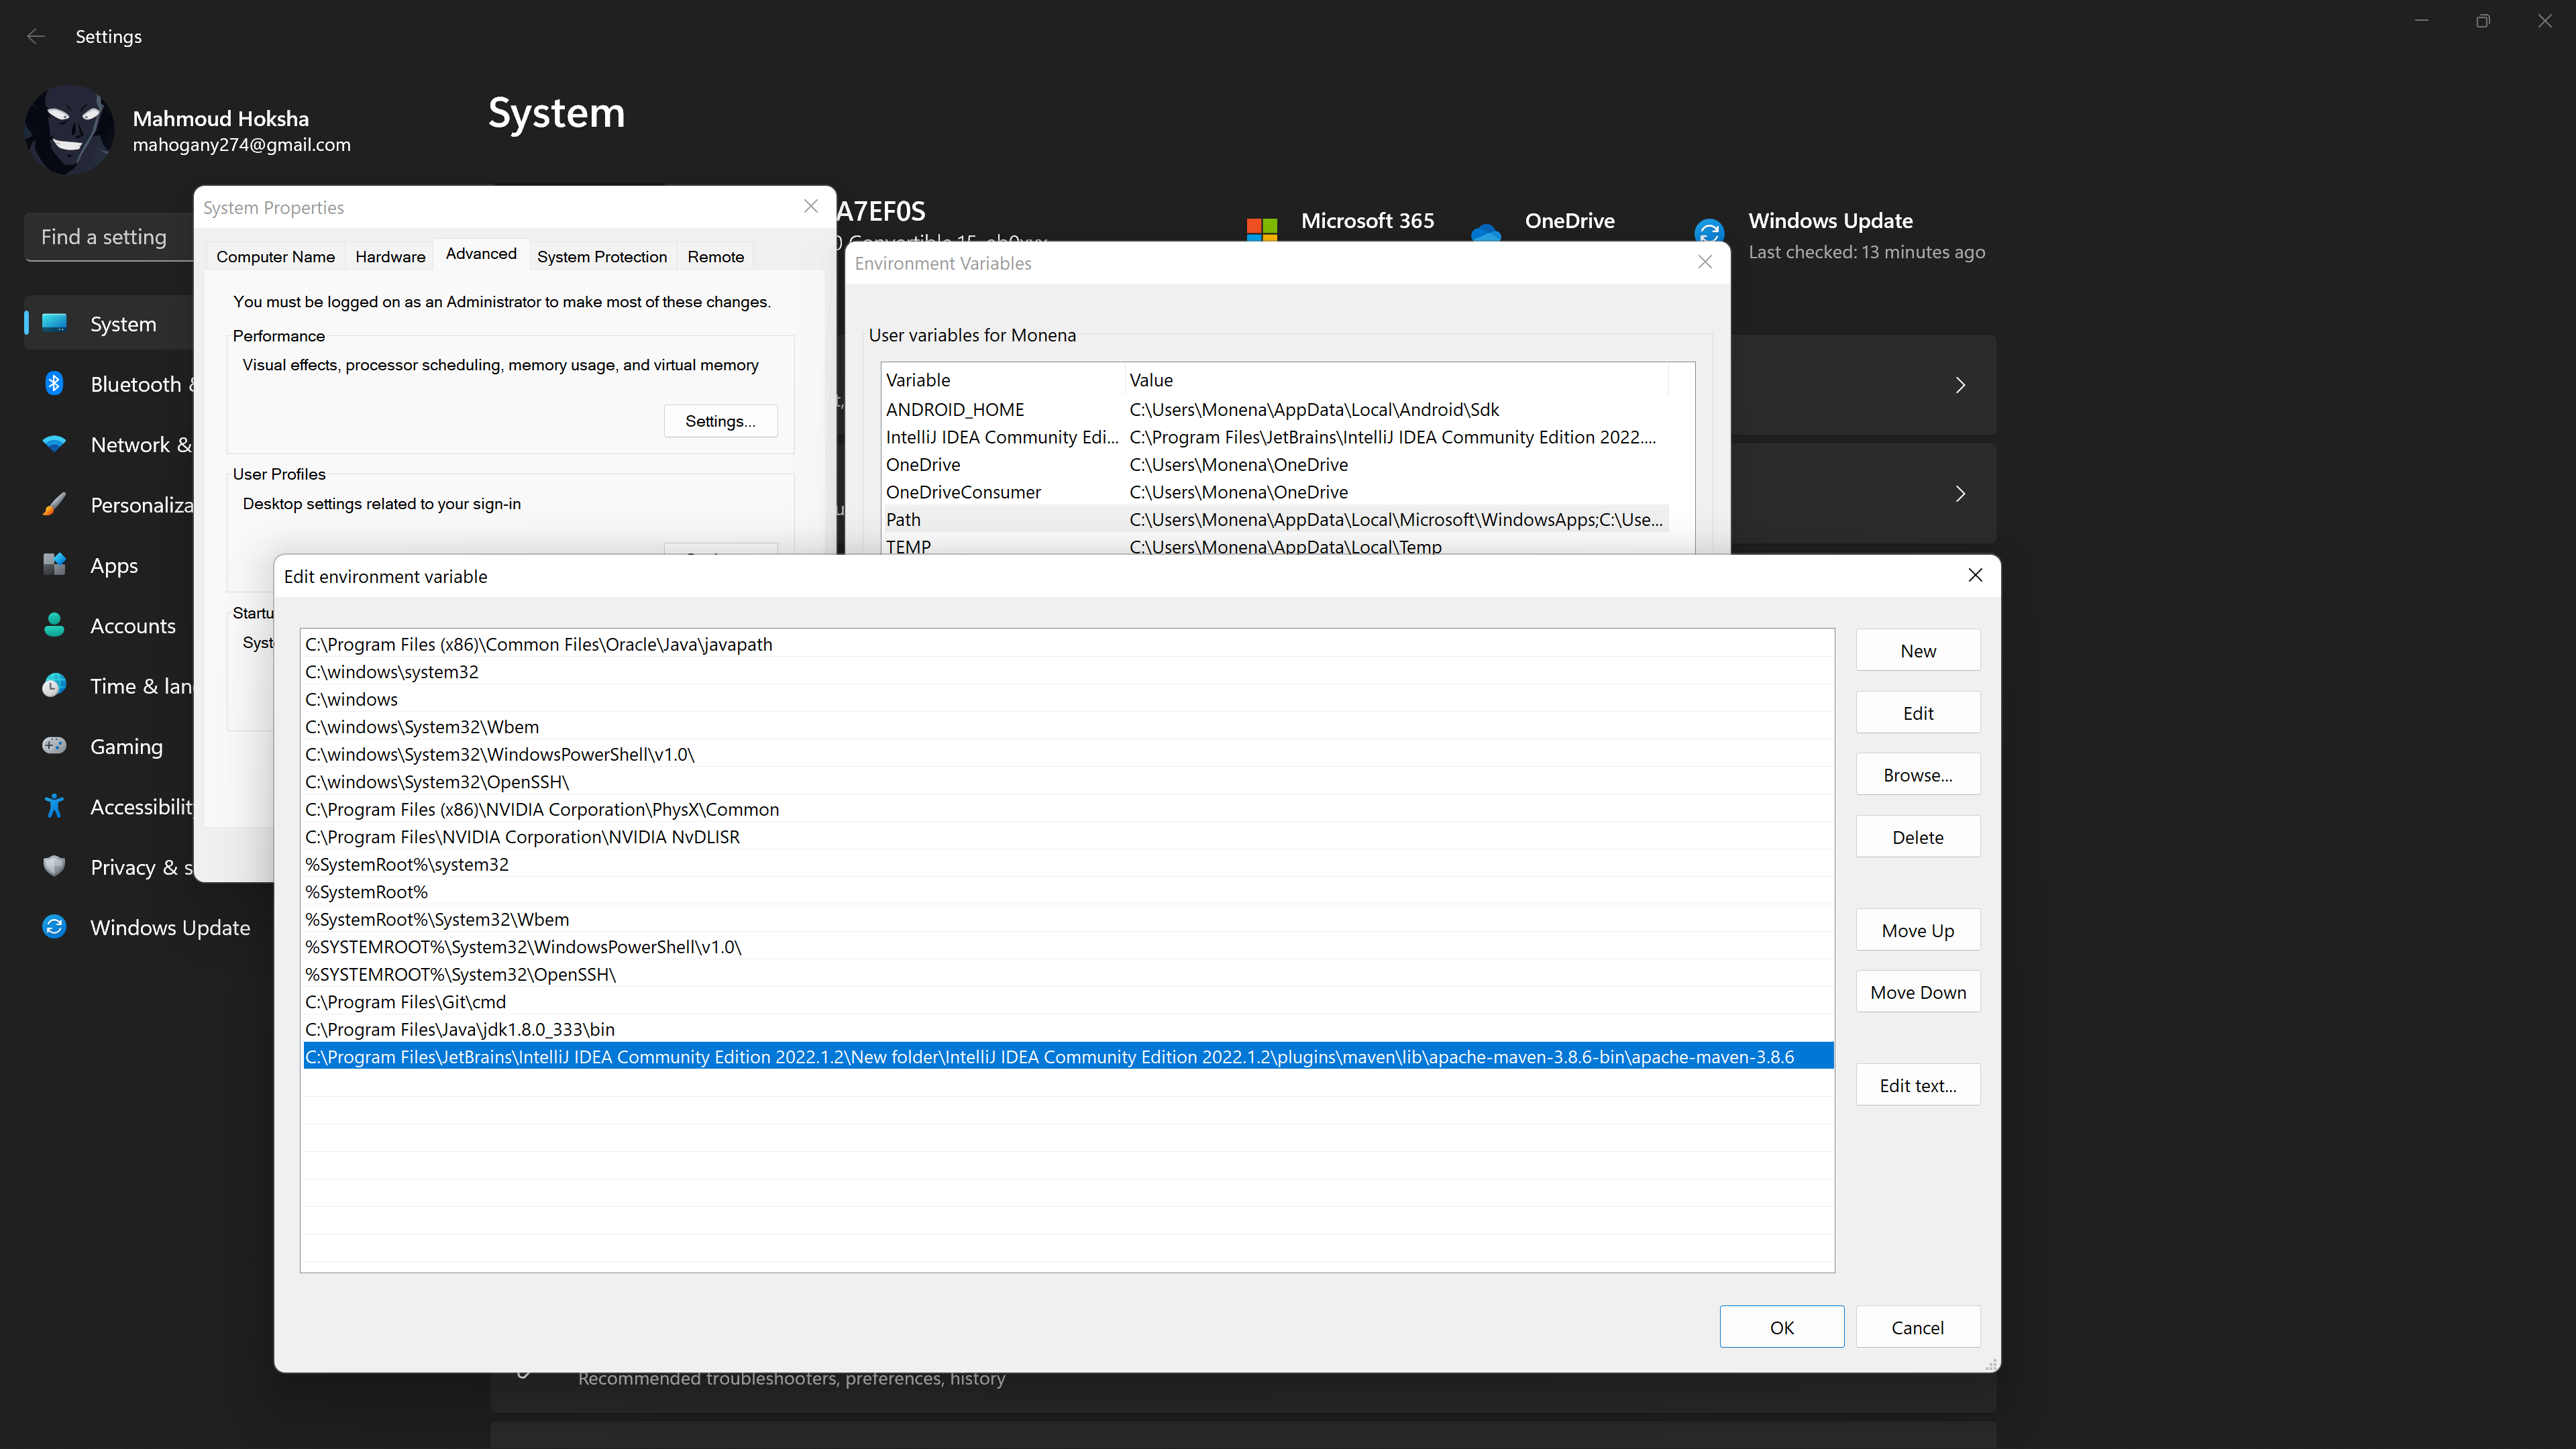 Settings
Mahmoud Hoksha
mahogany274@gmail.com
System
Find a setting
System
Bluetooth &
Network &
Personaliza
Apps
Accounts
Time & lan
Gaming
Accessibilit
Privacy & s
Windows Update
A7EF0S
Microsoft 365
OneDrive
Windows Update
Last checked: 13 minutes ago
System Properties
Computer Name
Hardware
Advanced
System Protection
Remote
You must be logged on as an Administrator to make most of these changes.
Performance
Visual effects, processor scheduling, memory usage, and virtual memory
Settings...
User Profiles
Desktop settings related to your sign-in
Startu
Syst
Environment Variables
User variables for Monena
Variable Value
ANDROID_HOME C:\Users\Monena\AppData\Local\Android\Sdk
IntelliJ IDEA Community Edi... C:\Program Files\JetBrains\IntelliJ IDEA Community Edition 2022....
OneDrive C:\Users\Monena\OneDrive
OneDriveConsumer C:\Users\Monena\OneDrive
Path C:\Users\Monena\AppData\Local\Microsoft\WindowsApps;C:\Use...
TEMP C:\Users\Monena\AppData\Local\Temp
Edit environment variable
C:\Program Files (x86)\Common Files\Oracle\Java\javapath
C:\windows\system32
C:\windows
C:\windows\System32\Wbem
C:\windows\System32\WindowsPowerShell\v1.0\
C:\windows\System32\OpenSSH\
C:\Program Files (x86)\NVIDIA Corporation\PhysX\Common
C:\Program Files\NVIDIA Corporation\NVIDIA NvDLISR
%SystemRoot%\system32
%SystemRoot%
%SystemRoot%\System32\Wbem
%SYSTEMROOT%\System32\WindowsPowerShell\v1.0\
%SYSTEMROOT%\System32\OpenSSH\
C:\Program Files\Git\cmd
C:\Program Files\Java\jdk1.8.0_333\bin
C:\Program Files\JetBrains\IntelliJ IDEA Community Edition 2022.1.2\New folder\IntelliJ IDEA Community Edition 2022.1.2\plugins\maven\lib\apache-maven-3.8.6-bin\apache-maven-3.8.6
New
Edit
Browse...
Delete
Move Up
Move Down
Edit text...
OK
Cancel
Recommended troubleshooters, preferences, history